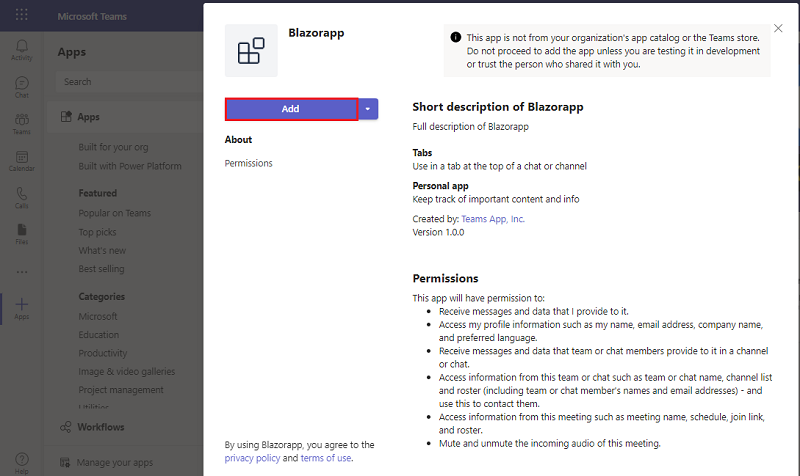 Microsoft Teams
Activity
Chat
Teams
Calendar
Calls
Files
Apps
Help
Apps
Search
Apps
Built for your org
Built with Power Platform
Featured
Popular on Teams
Top picks
What's new
Best selling
Categories
Microsoft
Education
Productivity
Image & video galleries
Project management
Utilities
Workflows
Manage your apps
Blazorapp
This app is not from your organization's app catalog or the Teams store.
Do not proceed to add the app unless you are testing it in development
or trust the person who shared it with you.
Add
About
Permissions
By using Blazorapp, you agree to the
privacy policy and terms of use.
Short description of Blazorapp
Full description of Blazorapp
Tabs
Use in a tab at the top of a chat or channel
Personal app
Keep track of important content and info
Created by: Teams App, Inc.
Version 1.0.0
Permissions
This app will have permission to:
• Receive messages and data that I provide to it.
• Access my profile information such as my name, email address, company name,
and preferred language.
• Receive messages and data that team or chat members provide to it in a channel
or chat.
• Access information from this team or chat such as team or chat name, channel list
and roster (including team or chat member's names and email addresses) - and
use this to contact them.
• Access information from this meeting such as meeting name, schedule, join link,
and roster.
• Mute and unmute the incoming audio of this meeting.